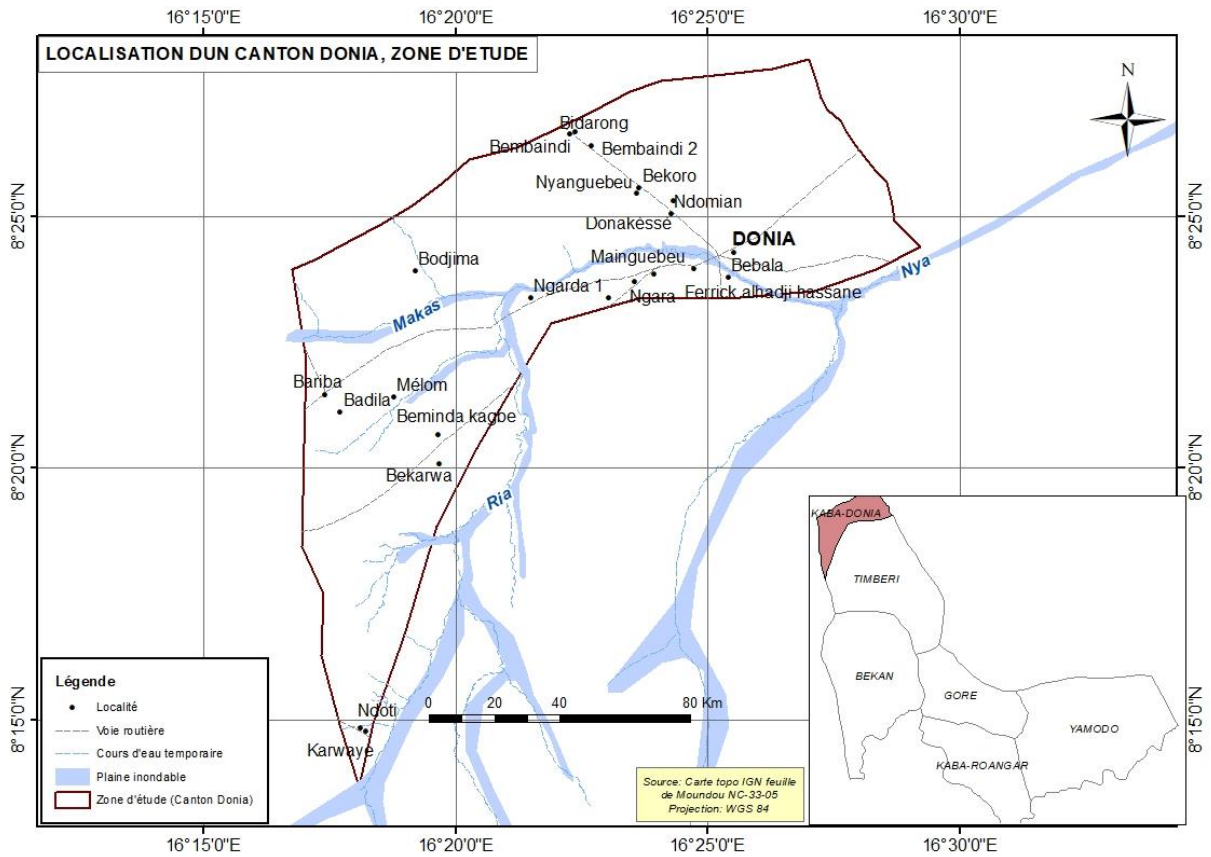 16°15'0"E
16°20'0"E
16°25'0"E
16°30'0"E
LOCALISATION DUN CANTON DONIA, ZONE D'ETUDE
N
Bidarong
Bembaindi
Bembaindi 2
Bekoro
Nyanguebeu
Ndomian
Donakesse
8°25'0"N
8°25'0"N
DONIA
Mainguebeu
Bebala
Bodjima
Nya
Ngarda 1
Ngara
Ferrick alhadji hassane
Makas
Bariba
Mélom
Badila
Beminda kagbe
Bekarwa
8°20'0"N
8°20'0"N
Ria
KABA-DONIA
TIMBERI
BEKAN
GORE
YAMODO
KABA-ROANGAR
Légende
Localité
Voie routière
Cours d'eau temporaire
Plaine inondable
Zone d'étude (Canton Donia)
Ndoti
Karwaye
0 20 40 80 Km
8°15'0"N
8°15'0"N
Source: Carte topo IGN feuille
de Moundou NC-33-05
Projection: WGS 84
16°15'0"E
16°20'0"E
16°25'0"E
16°30'0"E